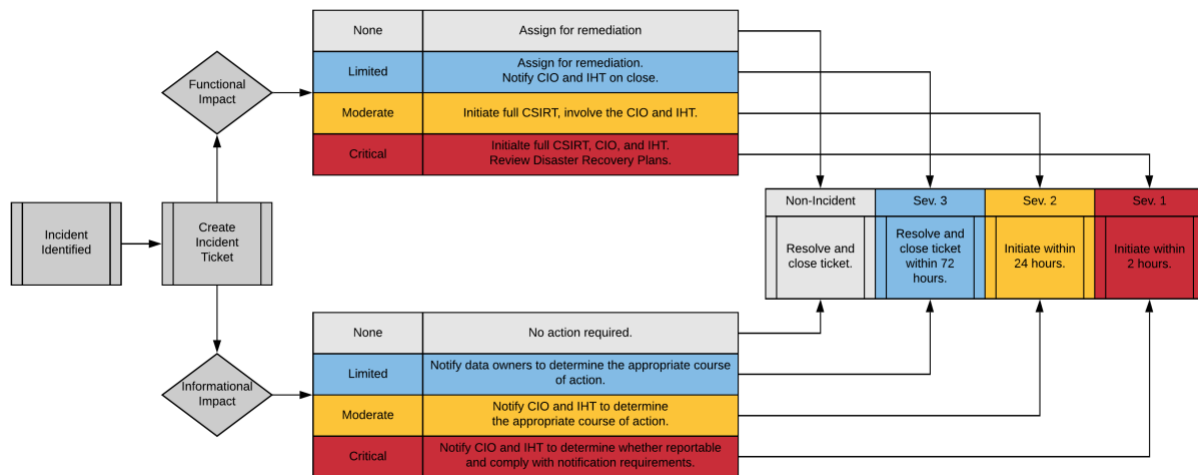 None
Assign for remediation
Limited
Assign for remediation.
Notify CIO and IHT on close.
Functional
Impact
Moderate
Initiate full CSIRT, involve the CIO and IHT.
Critical
Initialte full CSIRT, CIO, and IHT.
Review Disaster Recovery Plans.
Incident
Identified
Create
Incident
Ticket
Non-Incident
Sev. 3
Sev. 2
Sev. 1
Resolve and
close ticket.
Resolve and
close ticket
within 72
hours.
Initiate within
24 hours.
Initiate within
2 hours.
None
No action required.
Limited
Notify data owners to determine the appropriate course
of action.
Informational
Impact
Moderate
Notify CIO and IHT to determine
the appropriate course of action.
Critical
Notify CIO and IHT to determine whether reportable
and comply with notification requirements.